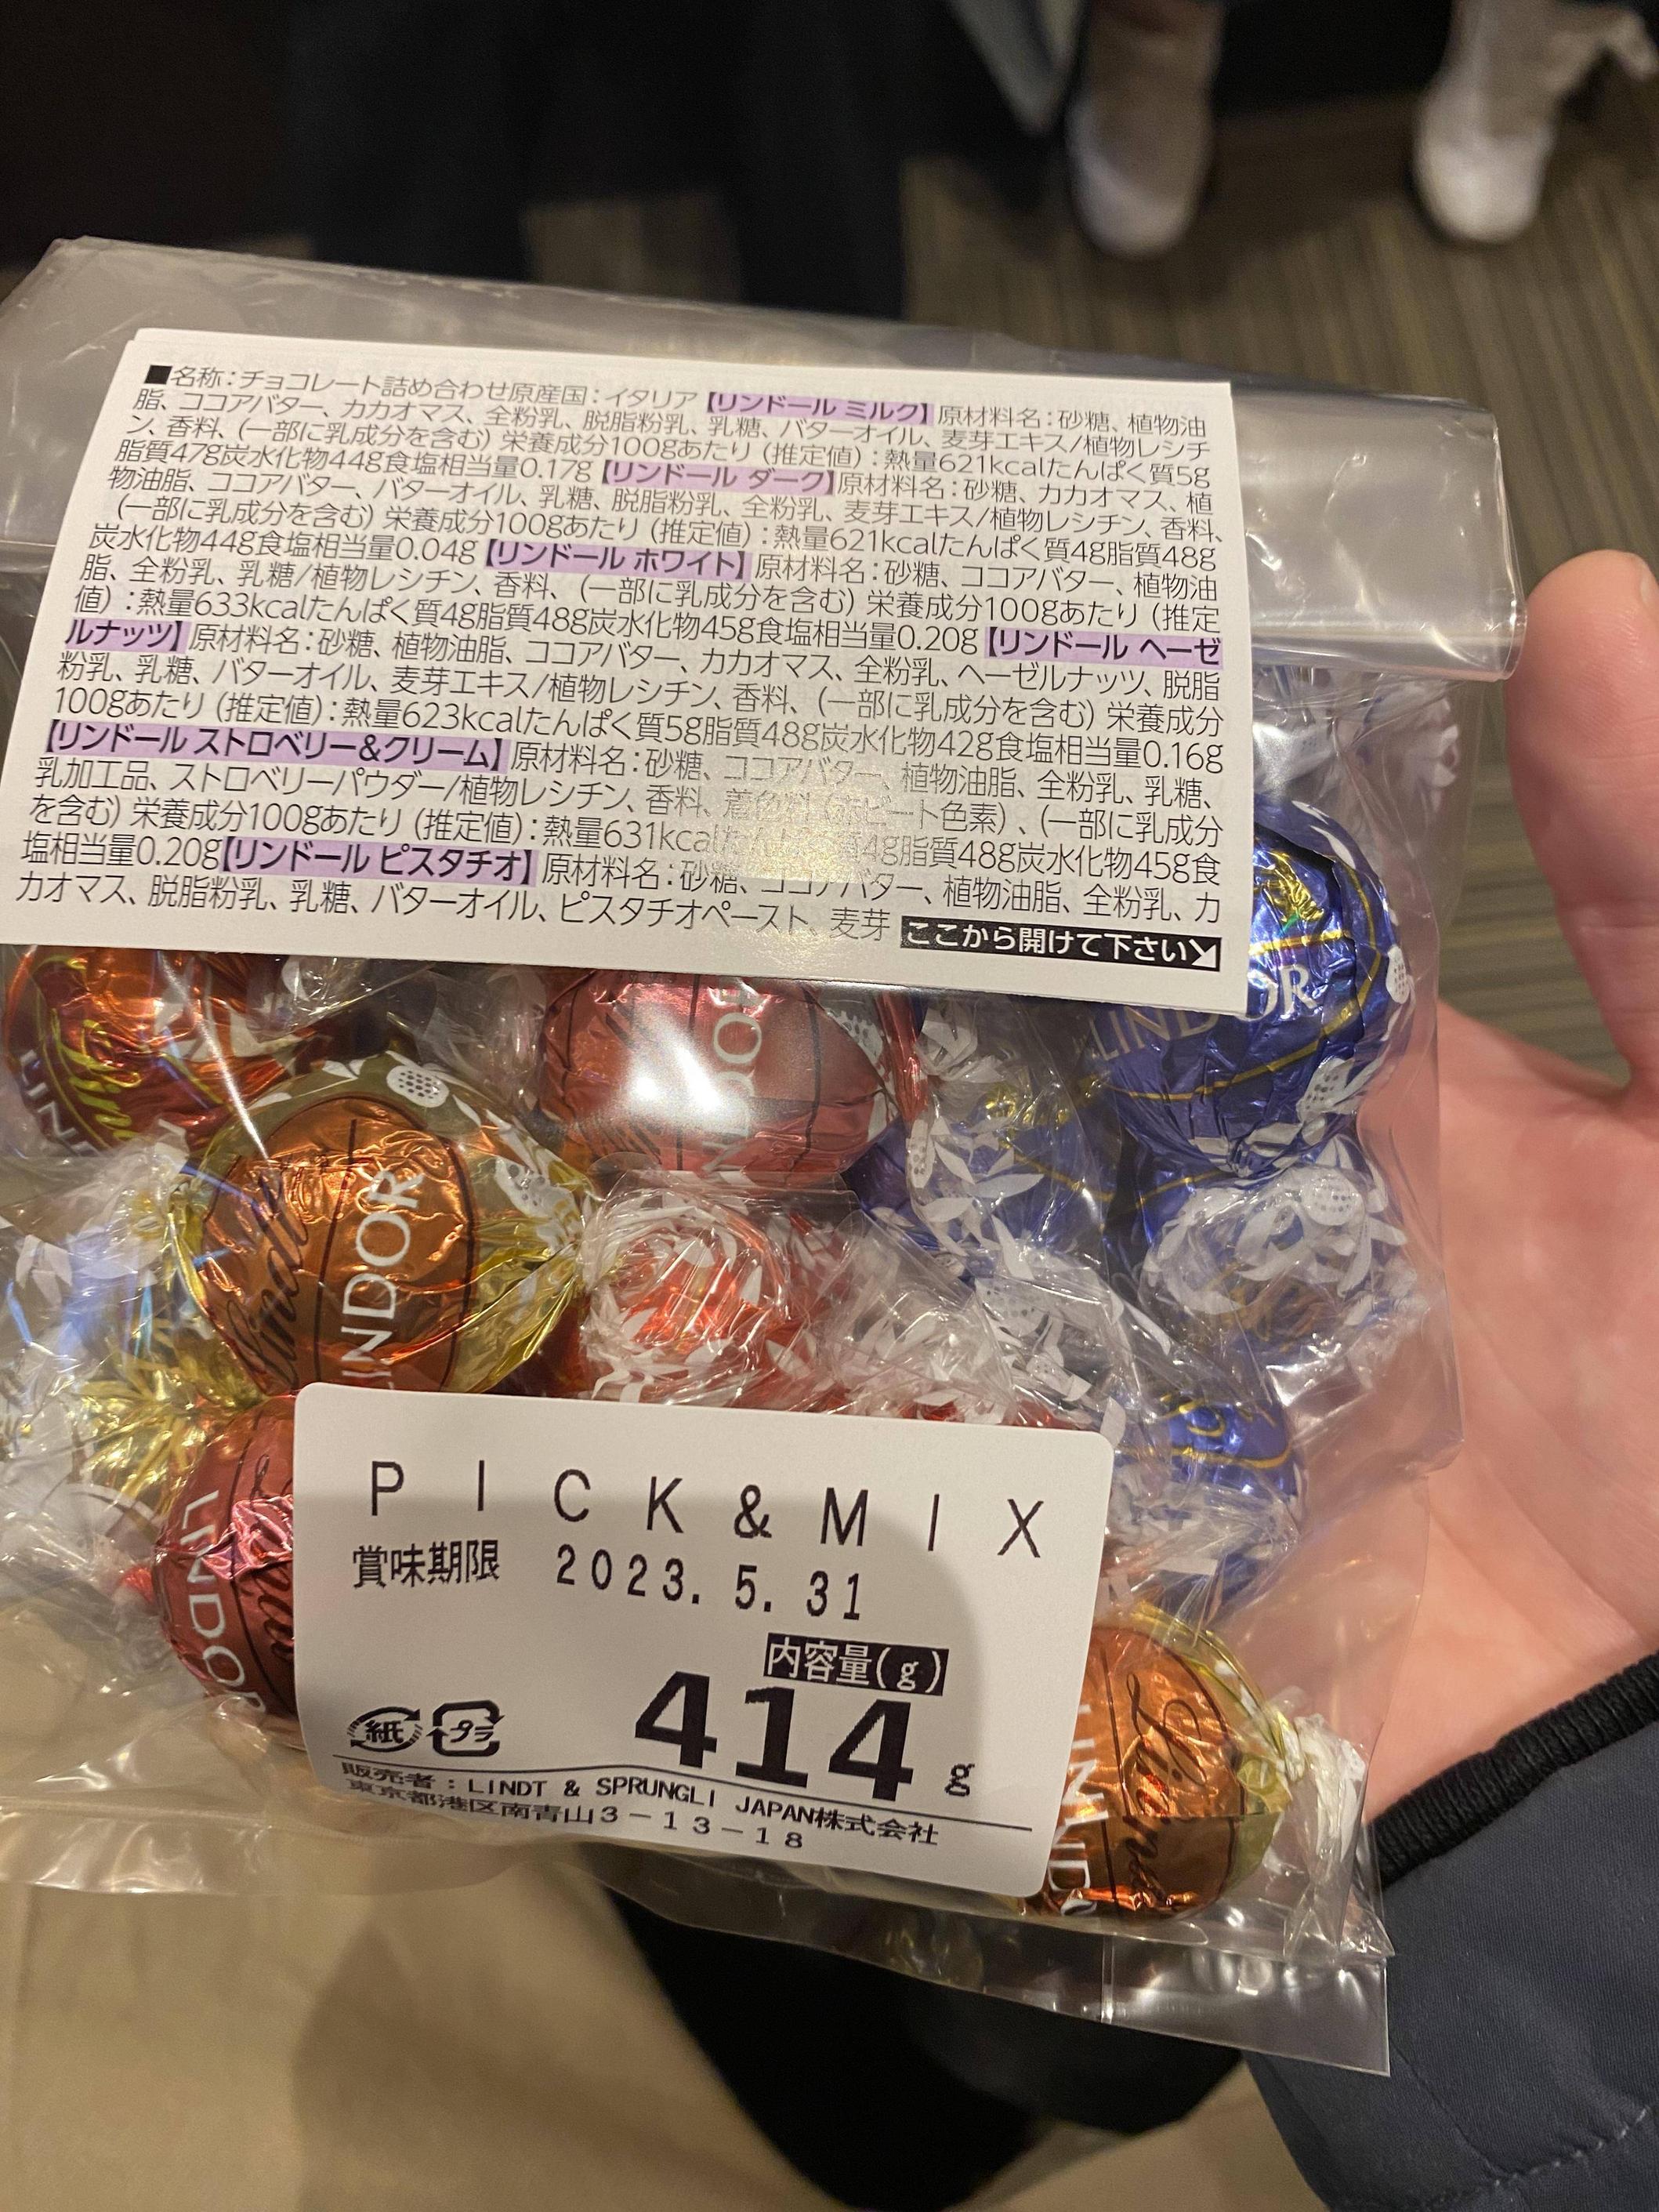 ■名称：チョコレート詰め合わせ原産国：イタリア【リンドール ミルク】原材料名：砂糖、植物油
脂、ココアバター、カカオマス、全粉乳、脱脂粉乳、乳糖、バターオイル、麦芽エキス/植物レシチ
ン、香料、（一部に乳成分を含む）栄養成分100gあたり（推定値）：熱量621kcalたんぱく質5g
脂質47g炭水化物44g食塩相当量0.17g【リンドール ダーク】原材料名：砂糖、カカオマス、植
物油脂、ココアバター、バターオイル、乳糖、脱脂粉乳、全粉乳、麦芽エキス/植物レシチン、香料、
（一部に乳成分を含む）栄養成分100gあたり（推定値）：熱量621kcalたんぱく質4g脂質48g
炭水化物44g食塩相当量0.04g【リンドール ホワイト】原材料名：砂糖、ココアバター、植物油
脂、全粉乳、乳糖/植物レシチン、香料、（一部に乳成分を含む）栄養成分100gあたり（推定
値）：熱量633kcalたんぱく質4g脂質48g炭水化物45g食塩相当量0.20g【リンドール ヘーゼ
ルナッツ】原材料名：砂糖、植物油脂、ココアバター、カカオマス、全粉乳、ヘーゼルナッツ、脱脂
粉乳、乳糖、バターオイル、麦芽エキス/植物レシチン、香料、（一部に乳成分を含む）栄養成分
100gあたり（推定値）：熱量623kcalたんぱく質5g脂質48g炭水化物42g食塩相当量0.16g
【リンドール ストロベリー&クリーム】原材料名：砂糖、ココアバター、植物油脂、全粉乳、乳糖、
乳加工品、ストロベリーパウダー/植物レシチン、香料、着色料（赤ビート色素）、（一部に乳成分
を含む）栄養成分100gあたり（推定値）：熱量631kcalたんぱく質4g脂質48g炭水化物45g食
塩相当量0.20g【リンドール ピスタチオ】原材料名：砂糖、ココアバター、植物油脂、全粉乳、カ
カオマス、脱脂粉乳、乳糖、バターオイル、ピスタチオペースト、麦芽 ここから開けて下さい
LINDOR
Lindt
LINDOR
LINDOR
PICK&MIX
賞味期限 2023. 5. 31
内容量(g)
414g
紙 プラ
販売者：LINDT & SPRUNGLI JAPAN株式会社
東京都港区南青山3－13－18
Lindt